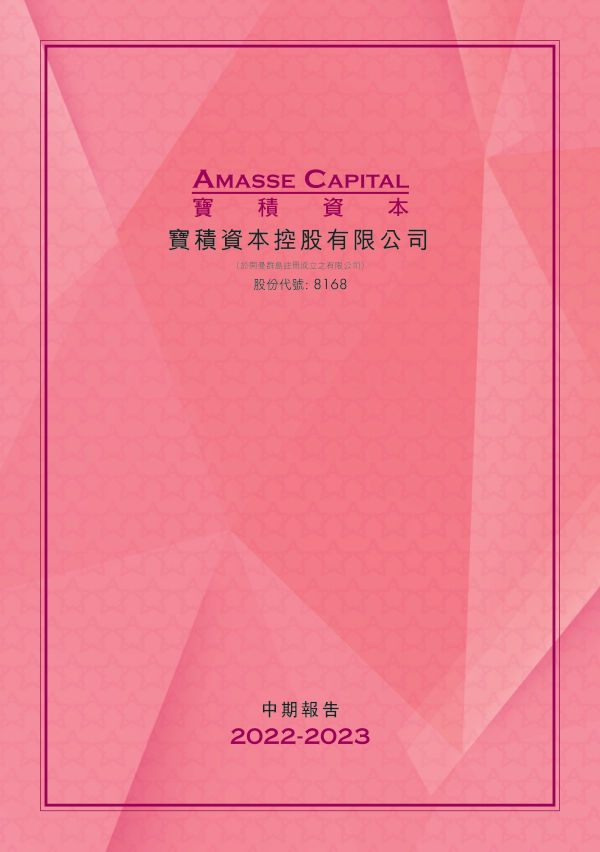 AMASSE CAPITAL
寶積資本
寶積資本控股有限公司
(於開曼群島註冊成立之有限公司)
股份代號: 8168
中期報告
2022-2023